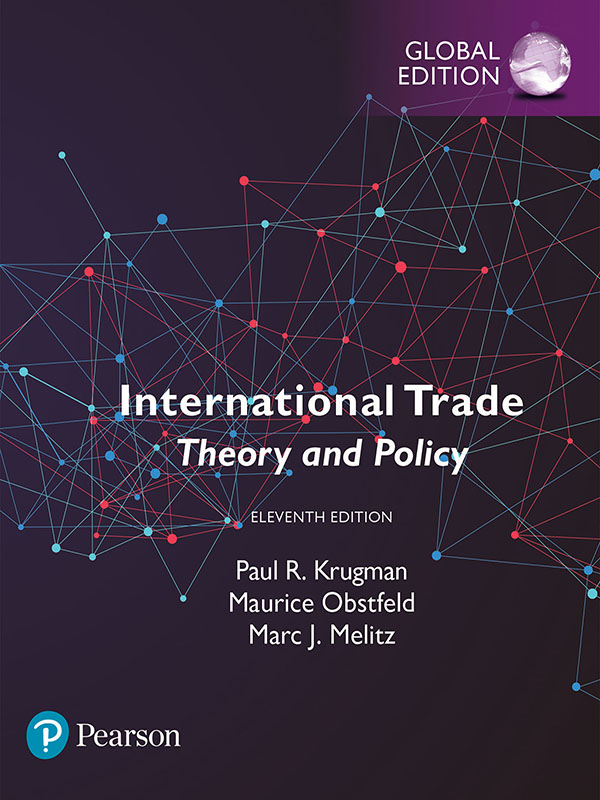 GLOBAL
EDITION
International Trade
Theory and Policy
ELEVENTH EDITION
Paul R. Krugman
Maurice Obstfeld
Marc J. Melitz
P Pearson